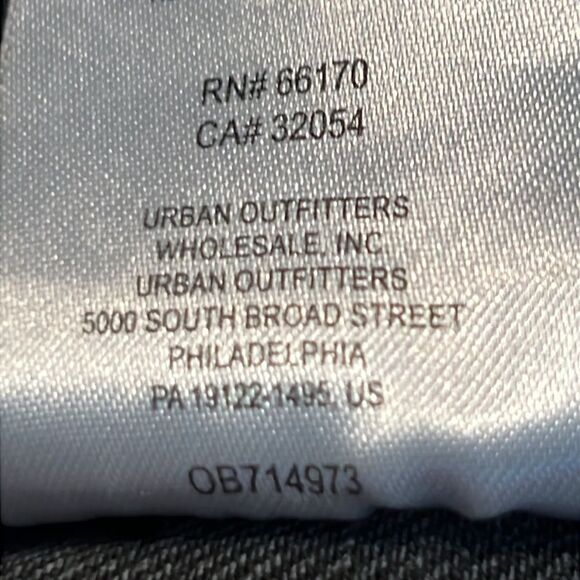 RN# 66170
CA# 32054
URBAN OUTFITTERS
WHOLESALE, INC
URBAN OUTFITTERS
5000 SOUTH BROAD STREET
PHILADELPHIA
PA 19122-1495, US
OB714973